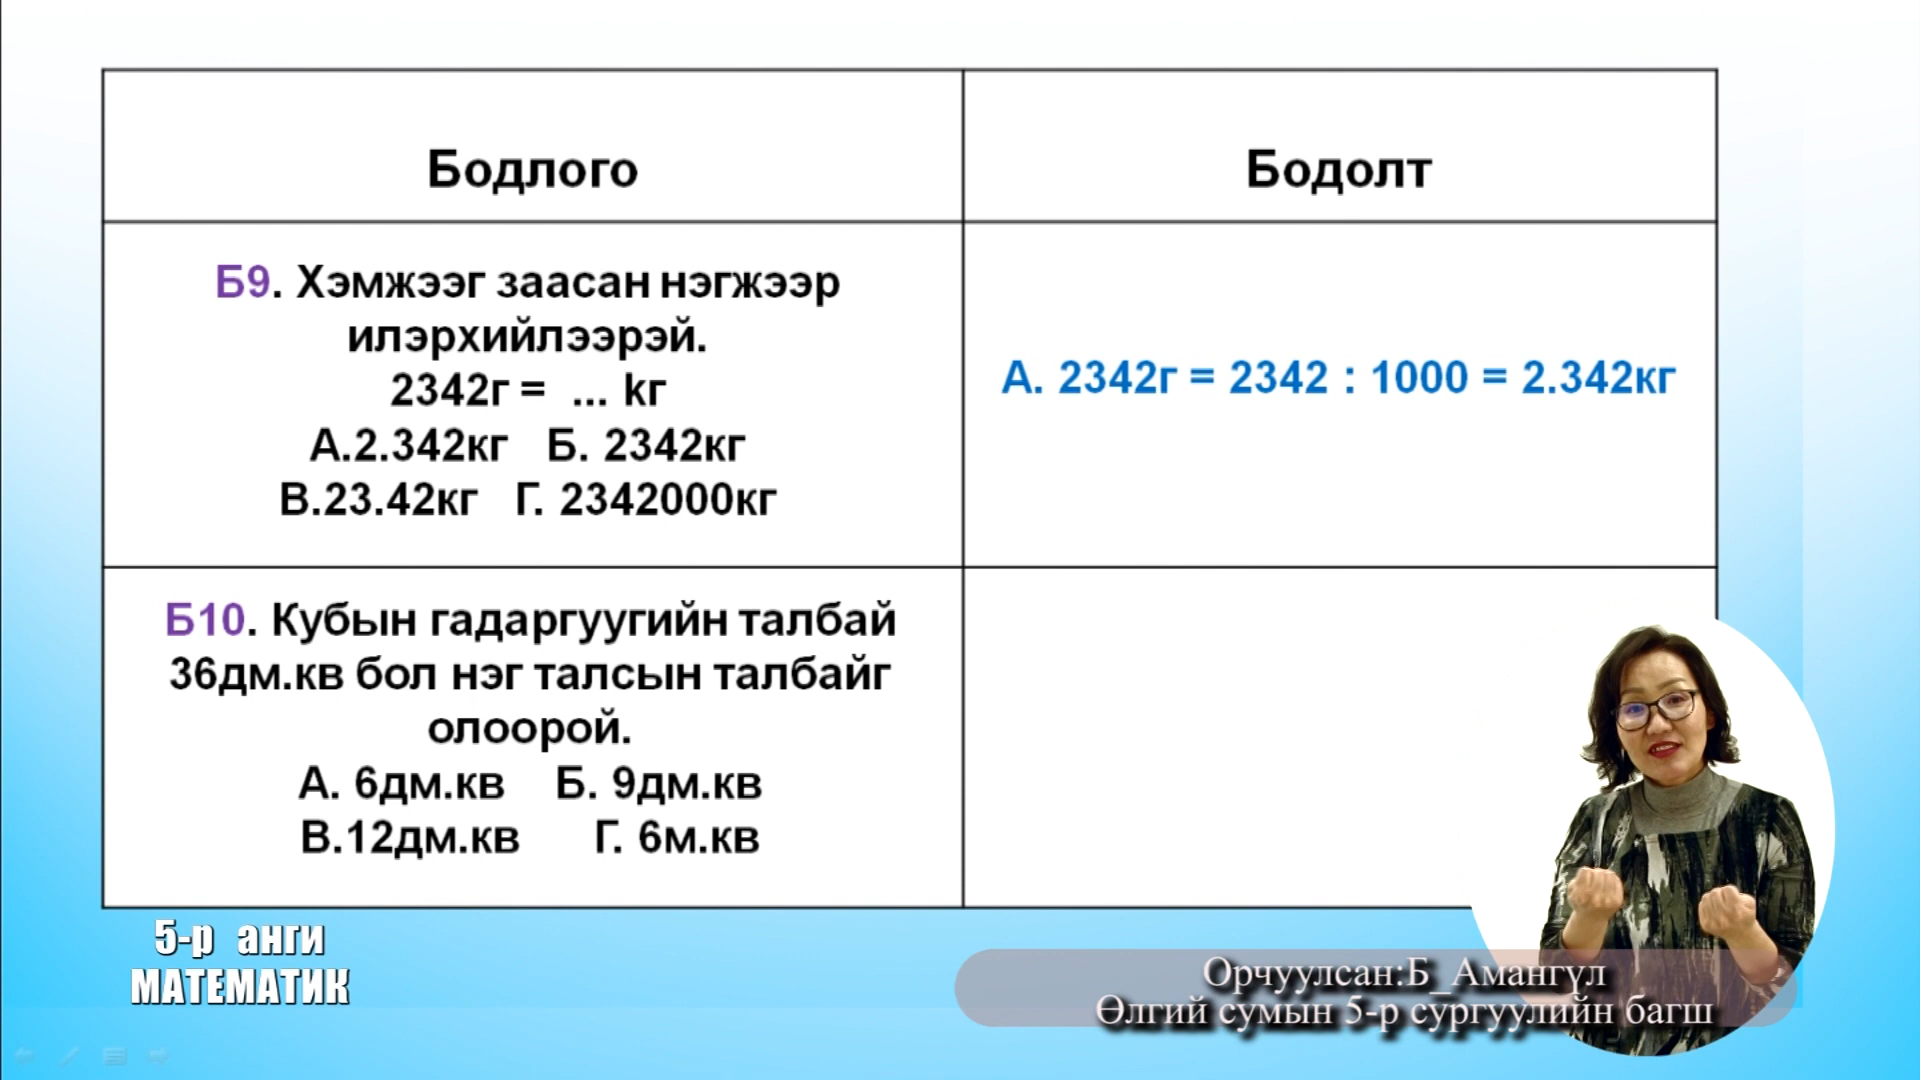 Бодлого
Бодолт
Б9. Хэмжээг заасан нэгжээр
илэрхийлээрэй.
2342г = ... kг
А.2.342кг Б. 2342кг
В.23.42кг Г. 2342000кг
А. 2342г = 2342 : 1000 = 2.342кг
Б10. Кубын гадаргуугийн талбай
36дм.кв бол нэг талсын талбайг
олоорой.
А. 6дм.кв Б. 9дм.кв
В.12дм.кв Г. 6м.кв
5-р анги
МАТЕМАТИК
Орчуулсан:Б_Амангүл
Өлгий сумын 5-р сургуулийн багш